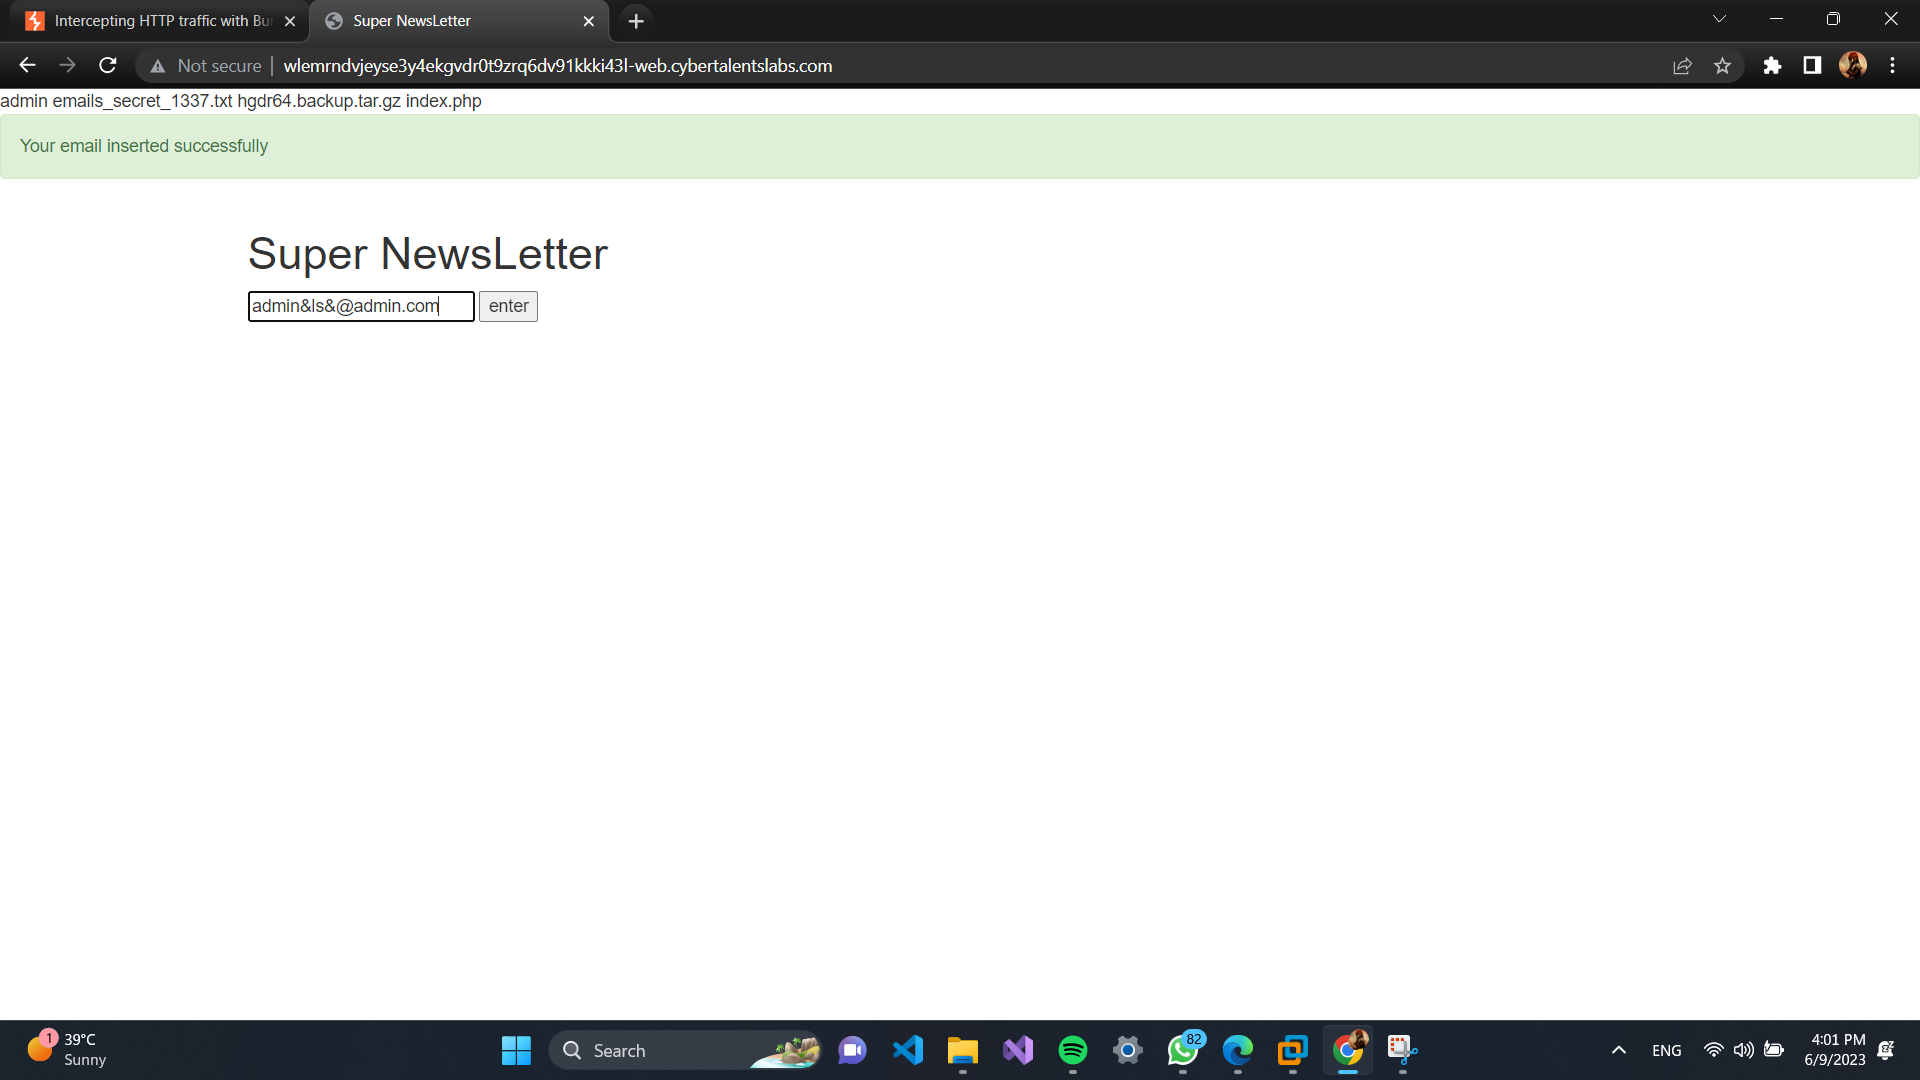 Intercepting HTTP traffic with Bur
Super NewsLetter
Not secure
wlemrndvjeyse3y4ekgvdr0t9zrq6dv91kkki43l-web.cybertalentslabs.com
admin emails_secret_1337.txt hgdr64.backup.tar.gz index.php
Your email inserted successfully
Super NewsLetter
admin&ls&@admin.com enter
1
39°C
Sunny
Search
82
ENG
4:01 PM
6/9/2023